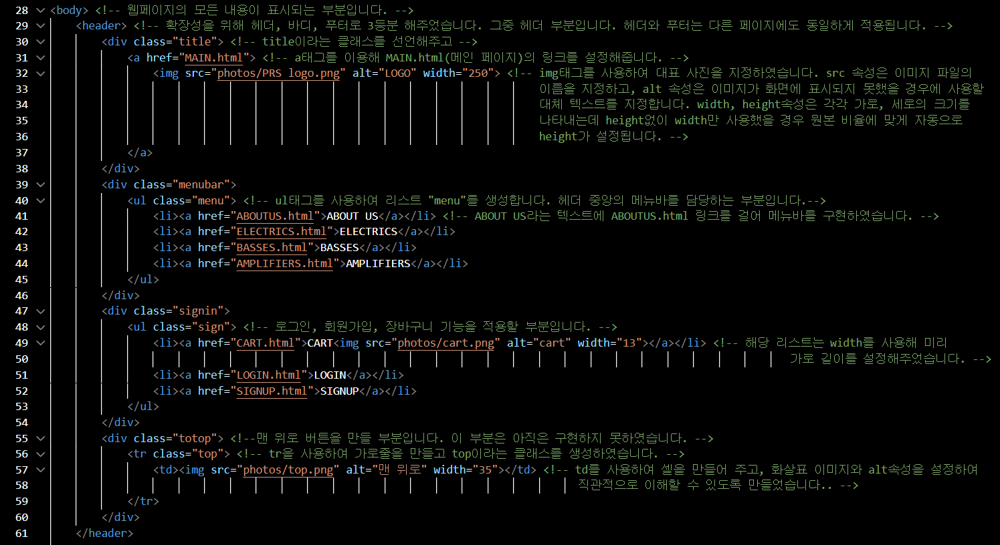 28 <body> <!-- 웹페이지의 모든 내용이 표시되는 부분입니다. -->
29 <header> <!-- 확장성을 위해 헤더, 바디, 푸터로 3등분 해주었습니다. 그중 헤더 부분입니다. 헤더와 푸터는 다른 페이지에도 동일하게 적용됩니다. -->
30 <div class="title"> <!-- title이라는 클래스를 선언해주고 -->
31 <a href="MAIN.html"> <!-- a태그를 이용해 MAIN.html(메인 페이지)의 링크를 설정해줍니다. -->
32 <img src="photos/PRS_logo.png" alt="LOGO" width="250"> <!-- img태그를 사용하여 대표 사진을 지정하였습니다. src 속성은 이미지 파일의
33 이름을 지정하고, alt 속성은 이미지가 화면에 표시되지 못했을 경우에 사용할
34 대체 텍스트를 지정합니다. width, height속성은 각각 가로, 세로의 크기를
35 나타내는데 height없이 width만 사용했을 경우 원본 비율에 맞게 자동으로
36 height가 설정됩니다. -->
37 </a>
38 </div>
39 <div class="menubar">
40 <ul class="menu"> <!-- ul태그를 사용하여 리스트 "menu"를 생성합니다. 헤더 중앙의 메뉴바를 담당하는 부분입니다.-->
41 <li><a href="ABOUTUS.html">ABOUT US</a></li> <!-- ABOUT US라는 텍스트에 ABOUTUS.html 링크를 걸어 메뉴바를 구현하였습니다. -->
42 <li><a href="ELECTRICS.html">ELECTRICS</a></li>
43 <li><a href="BASSES.html">BASSES</a></li>
44 <li><a href="AMPLIFIERS.html">AMPLIFIERS</a></li>
45 </ul>
46 </div>
47 <div class="signin">
48 <ul class="sign"> <!-- 로그인, 회원가입, 장바구니 기능을 적용할 부분입니다. -->
49 <li><a href="CART.html">CART<img src="photos/cart.png" alt="cart" width="13"></a></li> <!-- 해당 리스트는 width를 사용해 미리
50 가로 길이를 설정해주었습니다. -->
51 <li><a href="LOGIN.html">LOGIN</a></li>
52 <li><a href="SIGNUP.html">SIGNUP</a></li>
53 </ul>
54 </div>
55 <div class="totop"> <!--맨 위로 버튼을 만들 부분입니다. 이 부분은 아직은 구현하지 못하였습니다. -->
56 <tr class="top"> <!-- tr을 사용하여 가로줄을 만들고 top이라는 클래스를 생성하였습니다. -->
57 <td><img src="photos/top.png" alt="맨 위로" width="35"></td> <!-- td를 사용하여 셀을 만들어 주고, 화살표 이미지와 alt속성을 설정하여
58 직관적으로 이해할 수 있도록 만들었습니다.. -->
59 </tr>
60 </div>
61 </header>